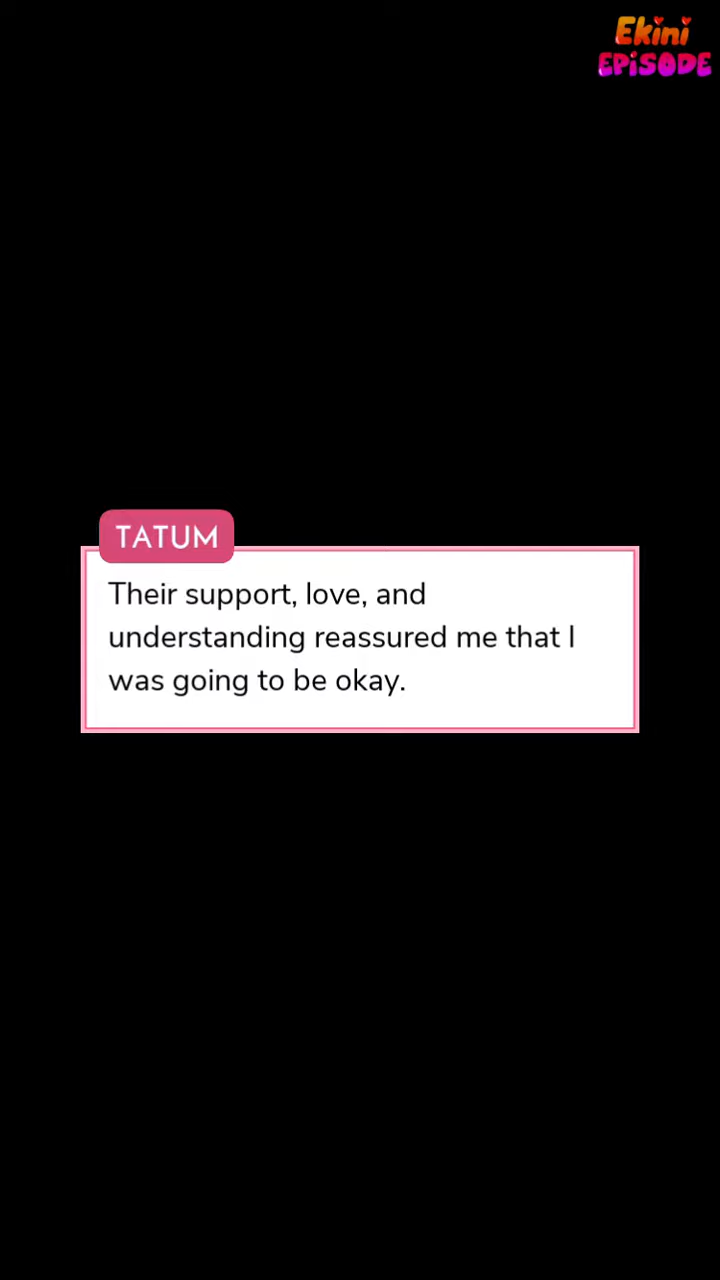 Ekini
EPiSODE
TATUM
Their support, love, and
understanding reassured me that I
was going to be okay.